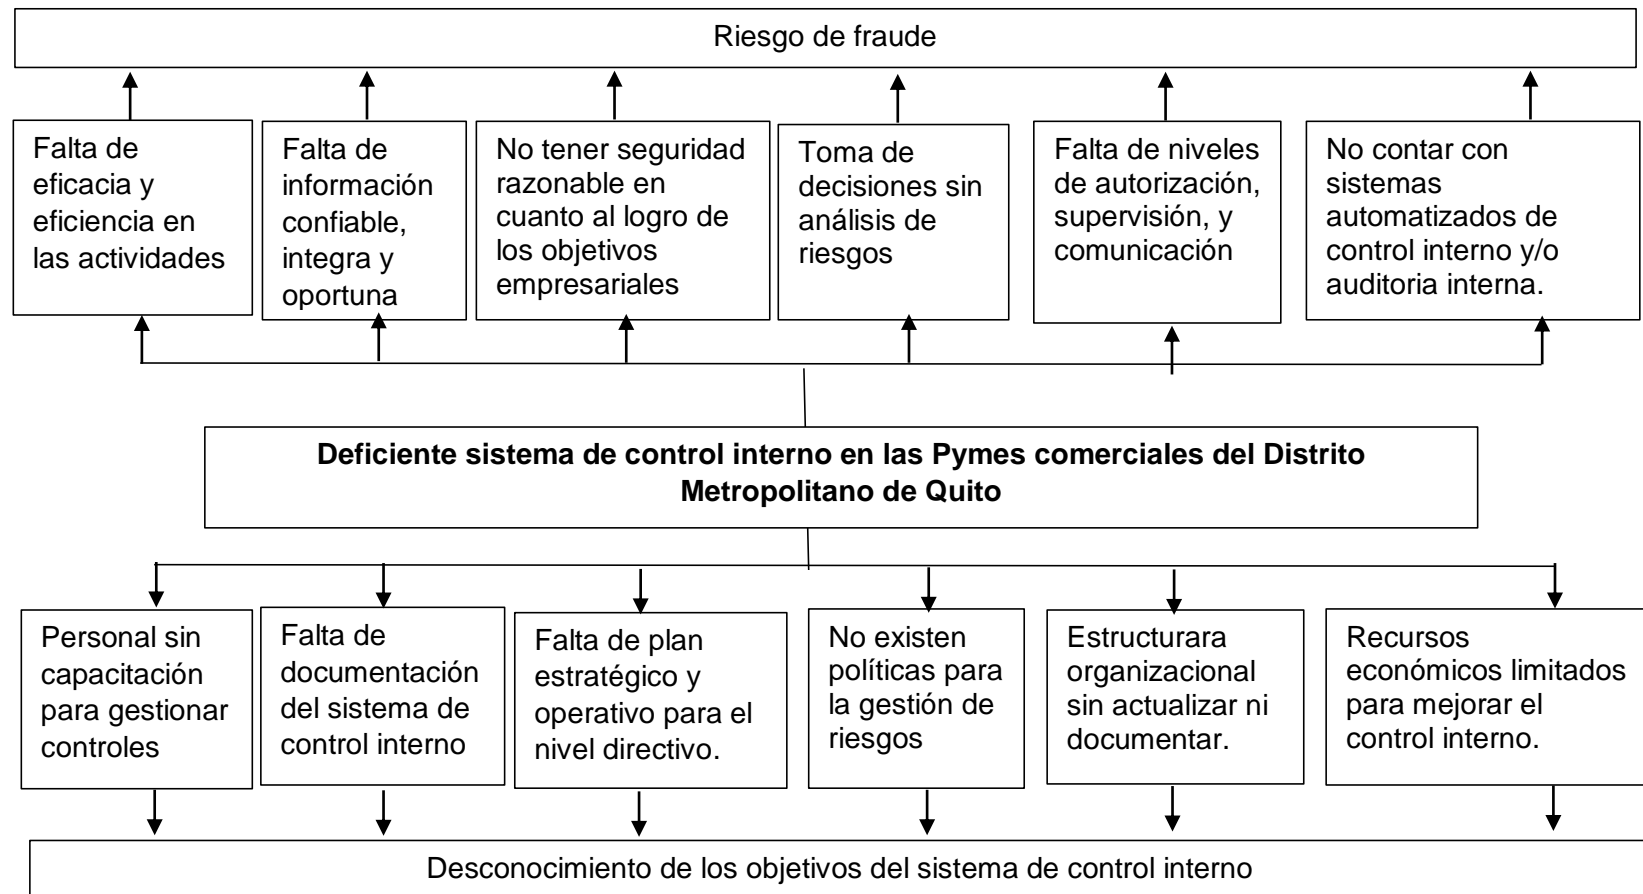 Riesgo de fraude
Falta de
eficacia y
eficiencia en
las actividades
Falta de
información
confiable,
integra y
oportuna
No tener seguridad
razonable en
cuanto al logro de
los objetivos
empresariales
Toma de
decisiones sin
análisis de
riesgos
Falta de niveles
de autorización,
supervisión, y
comunicación
No contar con
sistemas
automatizados de
control interno y/o
auditoria interna.
Deficiente sistema de control interno en las Pymes comerciales del Distrito
Metropolitano de Quito
Personal sin
capacitación
para gestionar
controles
Falta de
documentación
del sistema de
control interno
Falta de plan
estratégico y
operativo para el
nivel directivo.
No existen
políticas para
la gestión de
riesgos
Estructurara
organizacional
sin actualizar ni
documentar.
Recursos
económicos limitados
para mejorar el
control interno.
Desconocimiento de los objetivos del sistema de control interno